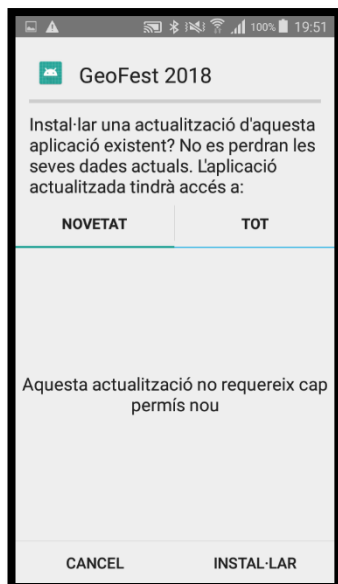 100% 19:51
GeoFest 2018
Instal·lar una actualització d'aquesta
aplicació existent? No es perdran les
seves dades actuals. L'aplicació
actualitzada tindrà accés a:
NOVETAT TOT
Aquesta actualització no requereix cap
permís nou
CANCEL INSTAL·LAR